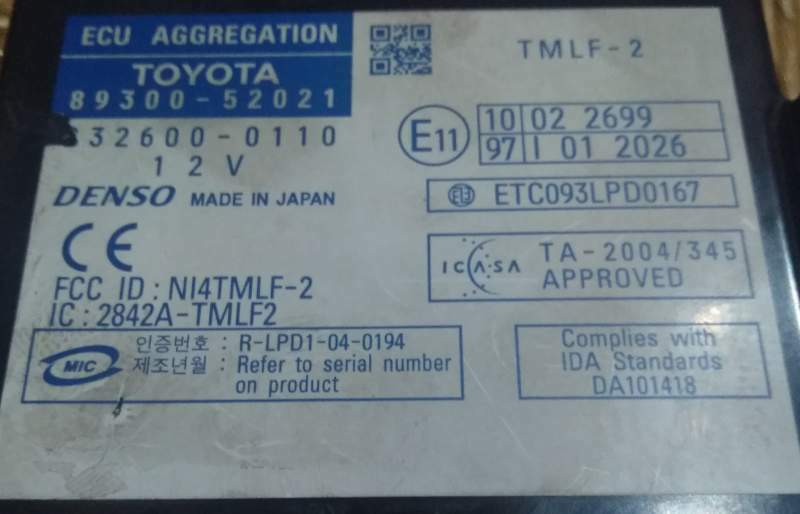 ECU AGGREGATION
TOYOTA
89300-52021
32600-0110
12V
DENSO MADE IN JAPAN
CE
FCC ID : NI4TMLF-2
IC : 2842A-TMLF2
MIC
인증번호 : R-LPD1-04-0194
제조년월 : Refer to serial number
on product
TMLF-2
E11
10 02 2699
97 I 01 2026
ETC093LPD0167
ICASA
TA-2004/345
APPROVED
Complies with
IDA Standards
DA101418